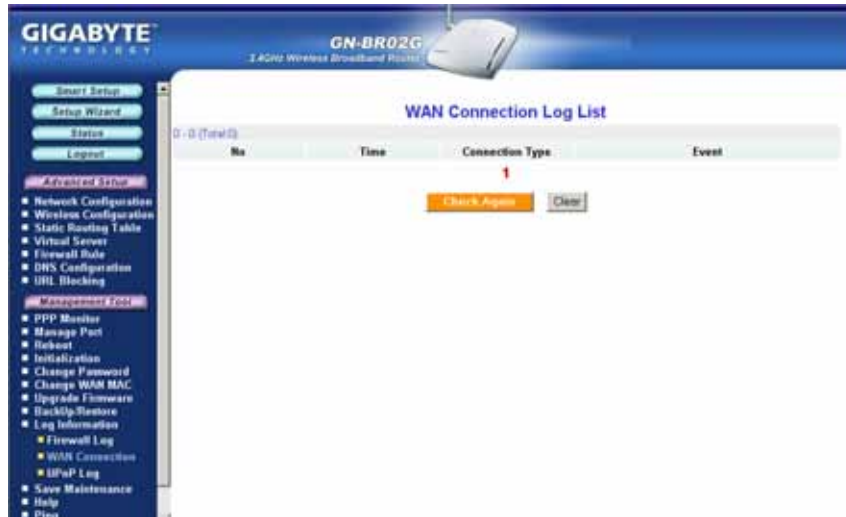 GIGABYTE
TECHNOLOGY
GN-BR02G
2.4GHz Wireless Broadband Router
Smart Setup
Setup Wizard
Status
Logout
Advanced Setup
Network Configuration
Wireless Configuration
Static Routing Table
Virtual Server
Firewall Rule
DNS Configuration
URL Blocking
Management Tool
PPP Monitor
Manage Port
Reboot
Initialization
Change Password
Change WAN MAC
Upgrade Firmware
BackUp/Restore
Log Information
Firewall Log
WAN Connection
UPnP Log
Save Maintenance
Help
Ping
WAN Connection Log List
0 - 0 (Total 0)
No Time Connection Type Event
1
Check Again Clear